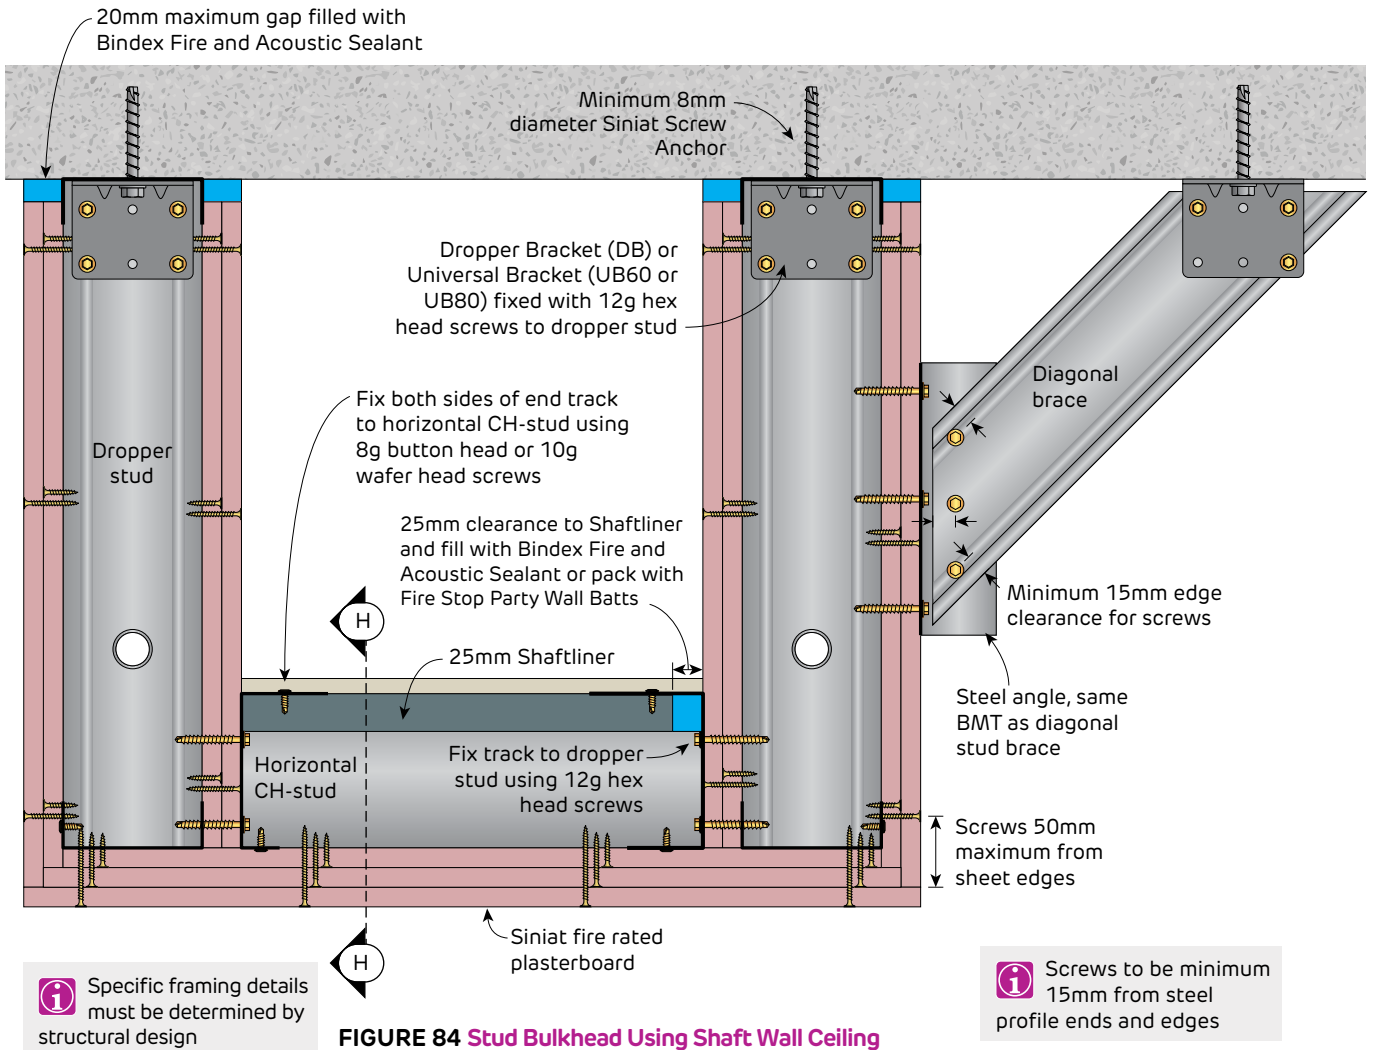 20mm maximum gap filled with
Bindex Fire and Acoustic Sealant
Minimum 8mm
diameter Siniat Screw
Anchor
Dropper Bracket (DB) or
Universal Bracket (UB60 or
UB80) fixed with 12g hex
head screws to dropper stud
Diagonal
brace
Fix both sides of end track
to horizontal CH-stud using
8g button head or 10g
wafer head screws
Dropper
stud
25mm clearance to Shaftliner
and fill with Bindex Fire and
Acoustic Sealant or pack with
Fire Stop Party Wall Batts
Minimum 15mm edge
clearance for screws
H
25mm Shaftliner
Steel angle, same
BMT as diagonal
stud brace
Horizontal
CH-stud
Fix track to dropper
stud using 12g hex
head screws
Screws 50mm
maximum from
sheet edges
Siniat fire rated
plasterboard
H
i
Specific framing details
must be determined by
structural design
i
Screws to be minimum
15mm from steel
profile ends and edges
FIGURE 84 Stud Bulkhead Using Shaft Wall Ceiling